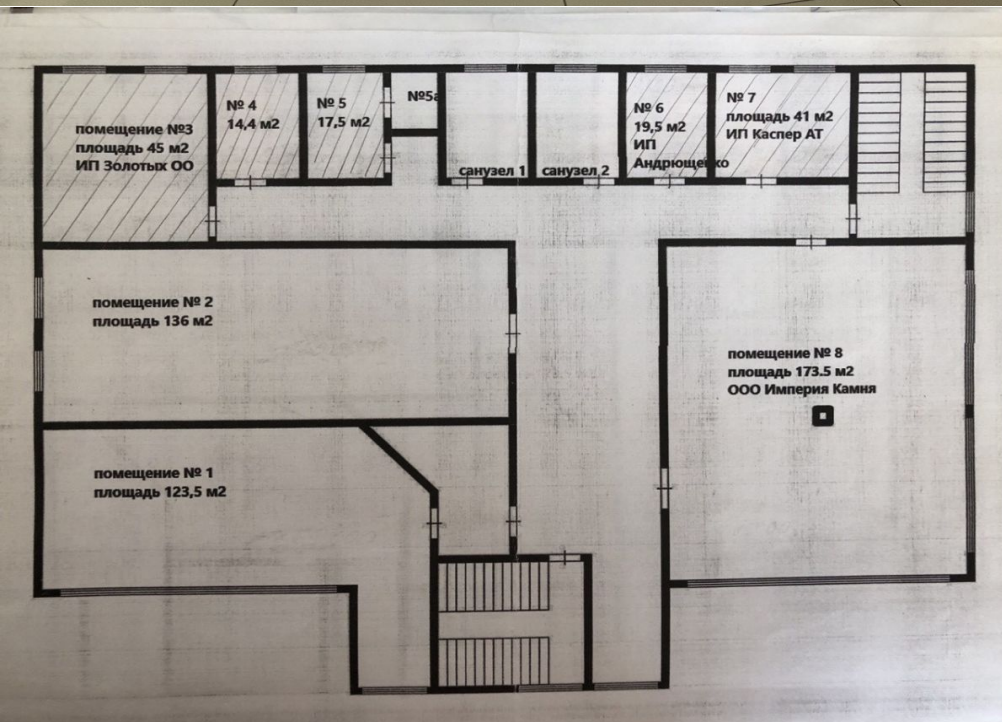 помещение №3
площадь 45 м2
ИП Золотых ОО
№ 4
14,4 м2
№ 5
17,5 м2
№5а
санузел 1
санузел 2
№ 6
19,5 м2
ИП
Андрющенко
№ 7
площадь 41 м2
ИП Каспер АТ
помещение № 2
площадь 136 м2
помещение № 8
площадь 173.5 м2
ООО Империя Камня
помещение № 1
площадь 123,5 м2